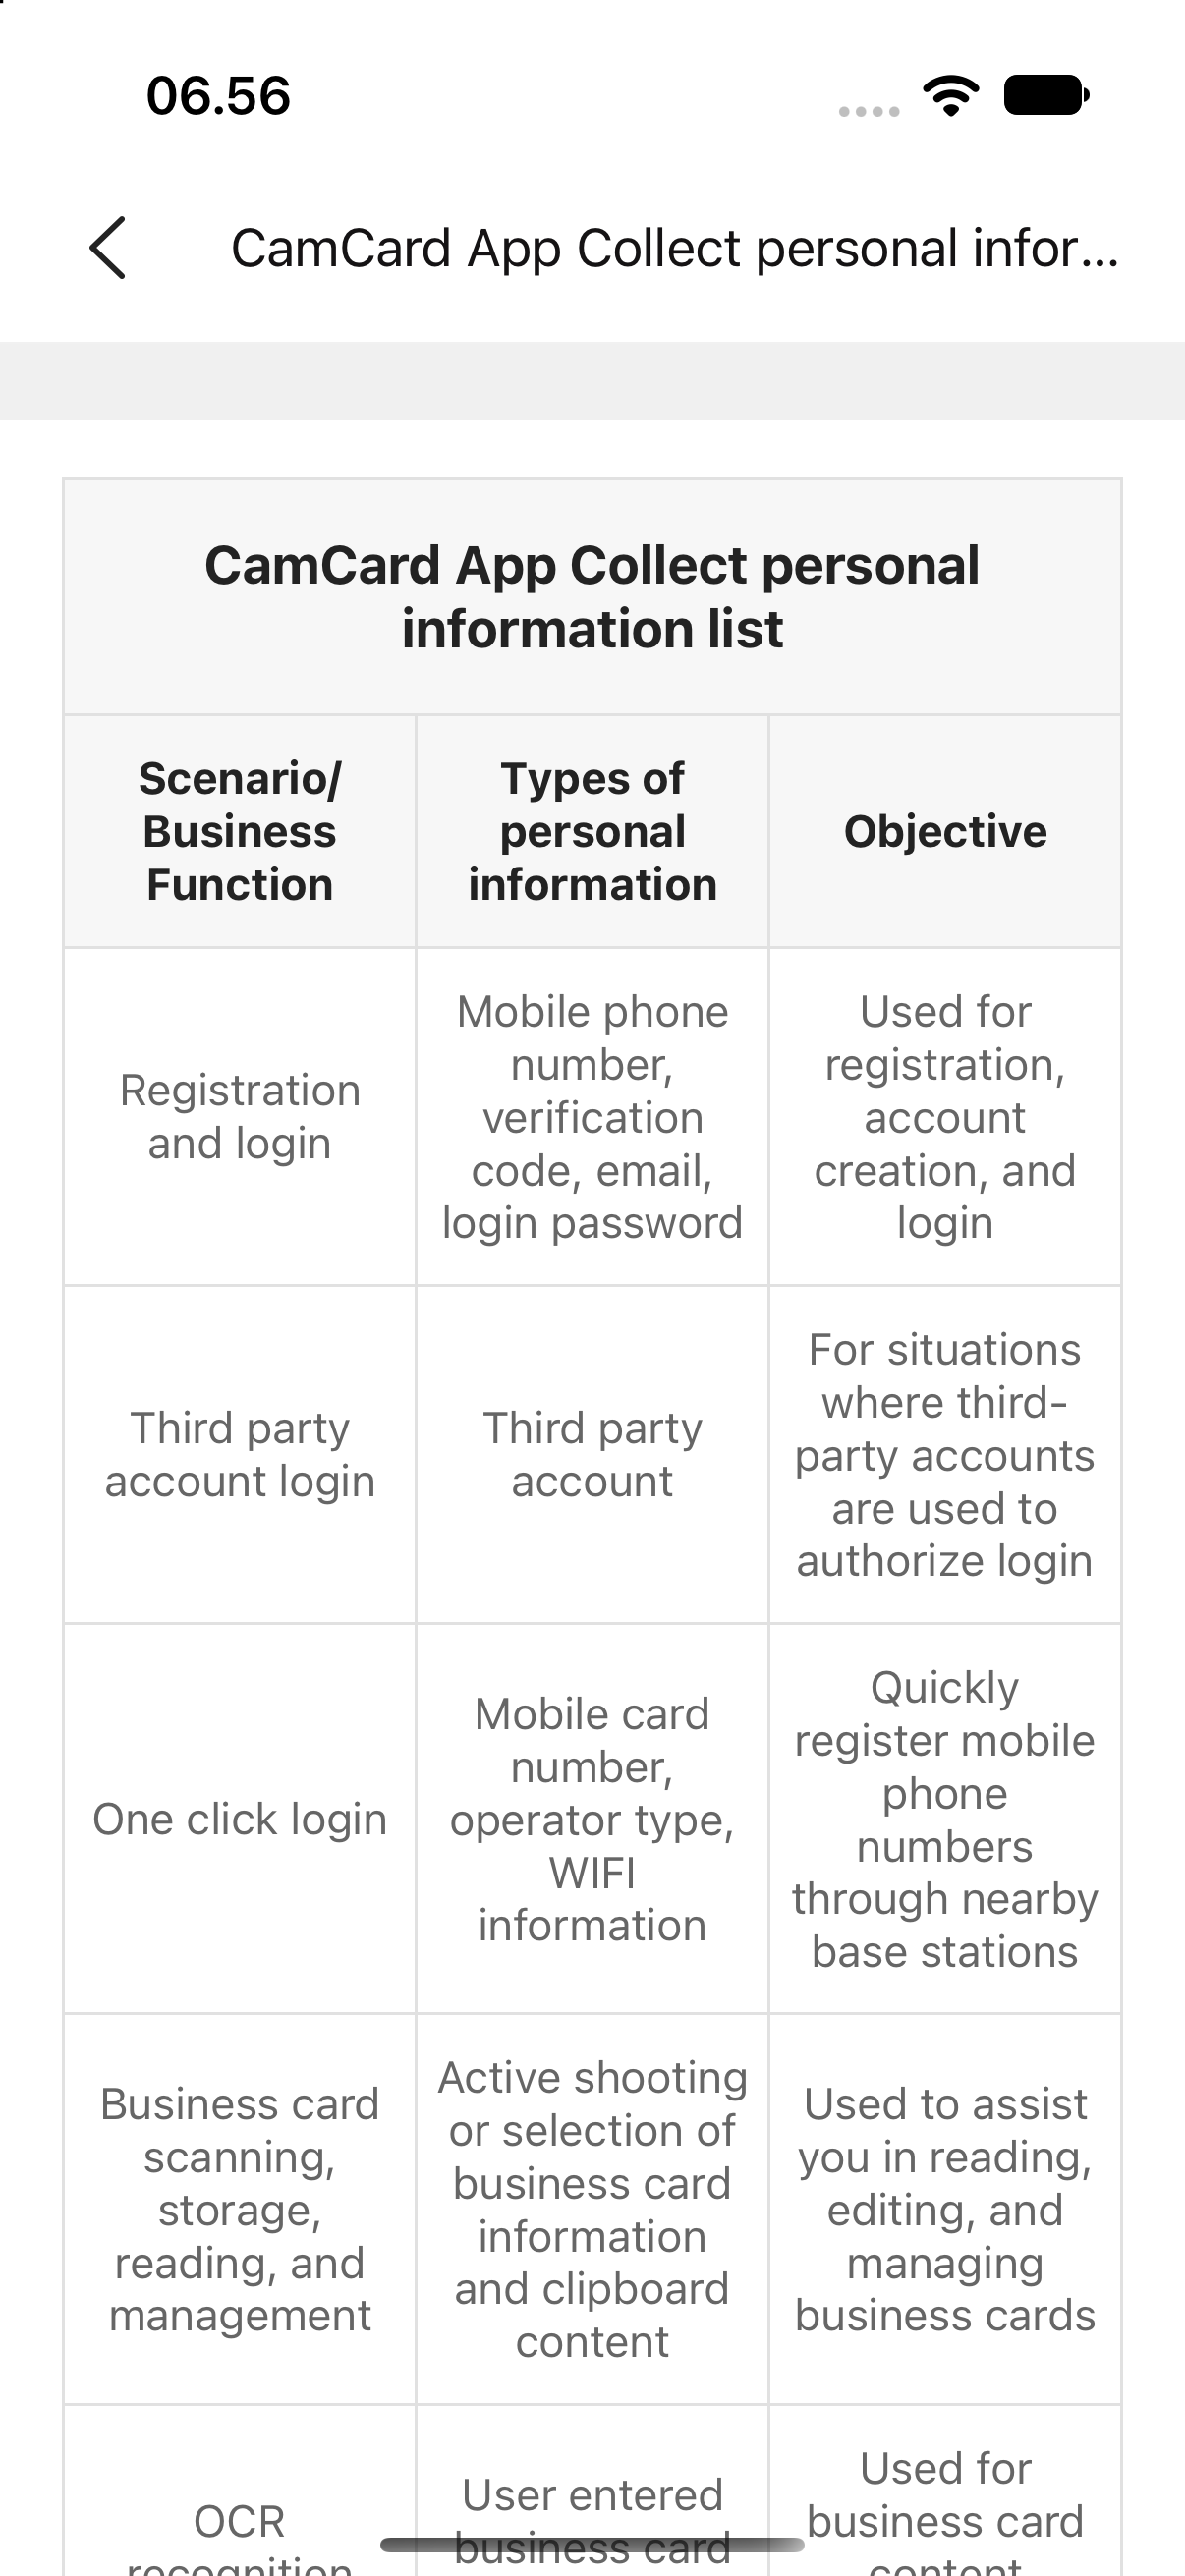 06.56
CamCard App Collect personal infor...
CamCard App Collect personal
information list
Scenario/
Business
Function
Types of
personal
information
Objective
Registration
and login
Mobile phone
number,
verification
code, email,
login password
Used for
registration,
account
creation, and
login
Third party
account login
Third party
account
For situations
where third-
party accounts
are used to
authorize login
One click login
Mobile card
number,
operator type,
WIFI
information
Quickly
register mobile
phone
numbers
through nearby
base stations
Business card
scanning,
storage,
reading, and
management
Active shooting
or selection of
business card
information
and clipboard
content
Used to assist
you in reading,
editing, and
managing
business cards
OCR
recognition
User entered
business card
Used for
business card
content